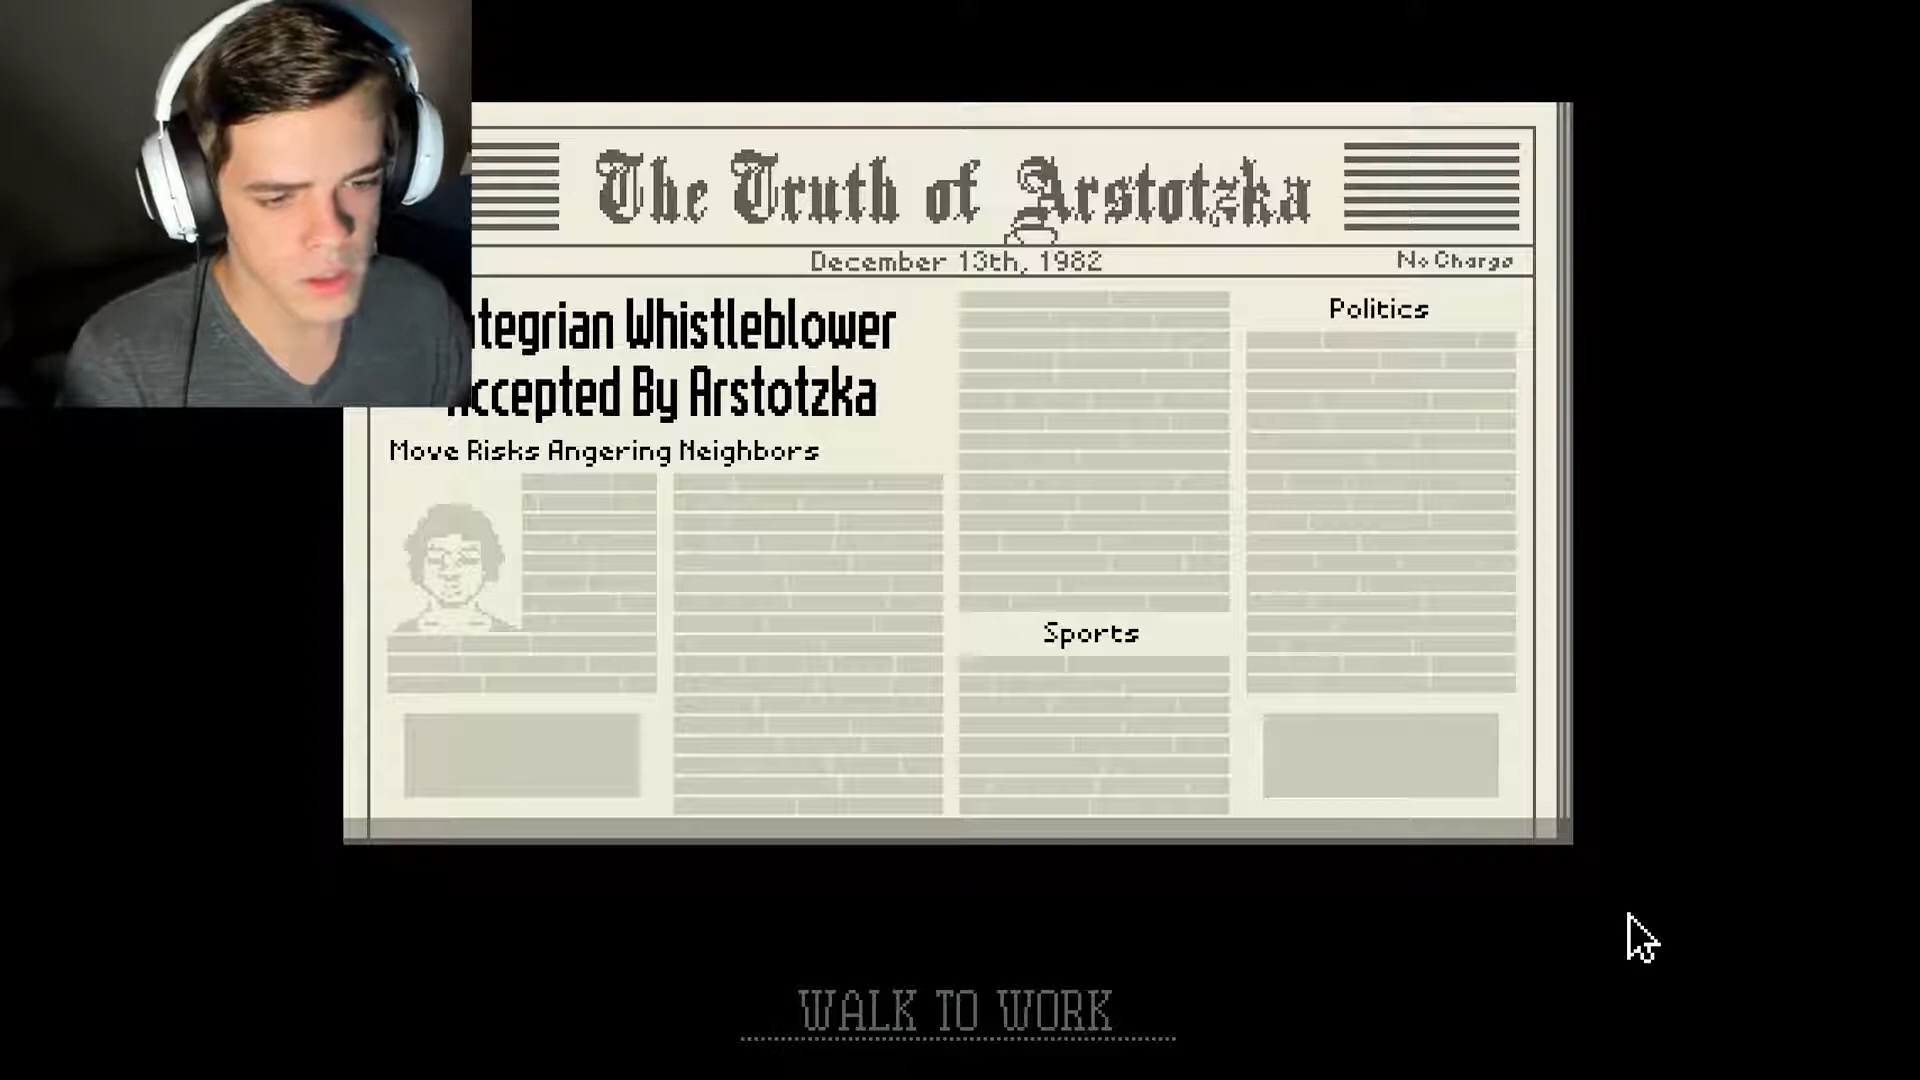 The Truth of Arstotzka
December 13th, 1982
No Charge
Whistleblower
Accepted By Arstotzka
Move Risks Angering Neighbors
Politics
Sports
WALK TO WORK